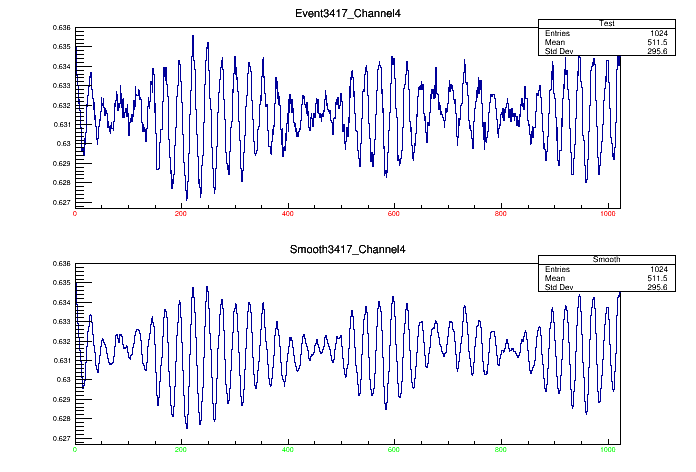 Event3417_Channel4
Test
Entries 1024
Mean 511.5
Std Dev 295.6
0.636
0.635
0.634
0.633
0.632
0.631
0.63
0.629
0.628
0.627
0 200 400 600 800 1000
Smooth3417_Channel4
Smooth
Entries 1024
Mean 511.5
Std Dev 295.6
0.636
0.635
0.634
0.633
0.632
0.631
0.63
0.629
0.628
0.627
0 200 400 600 800 1000